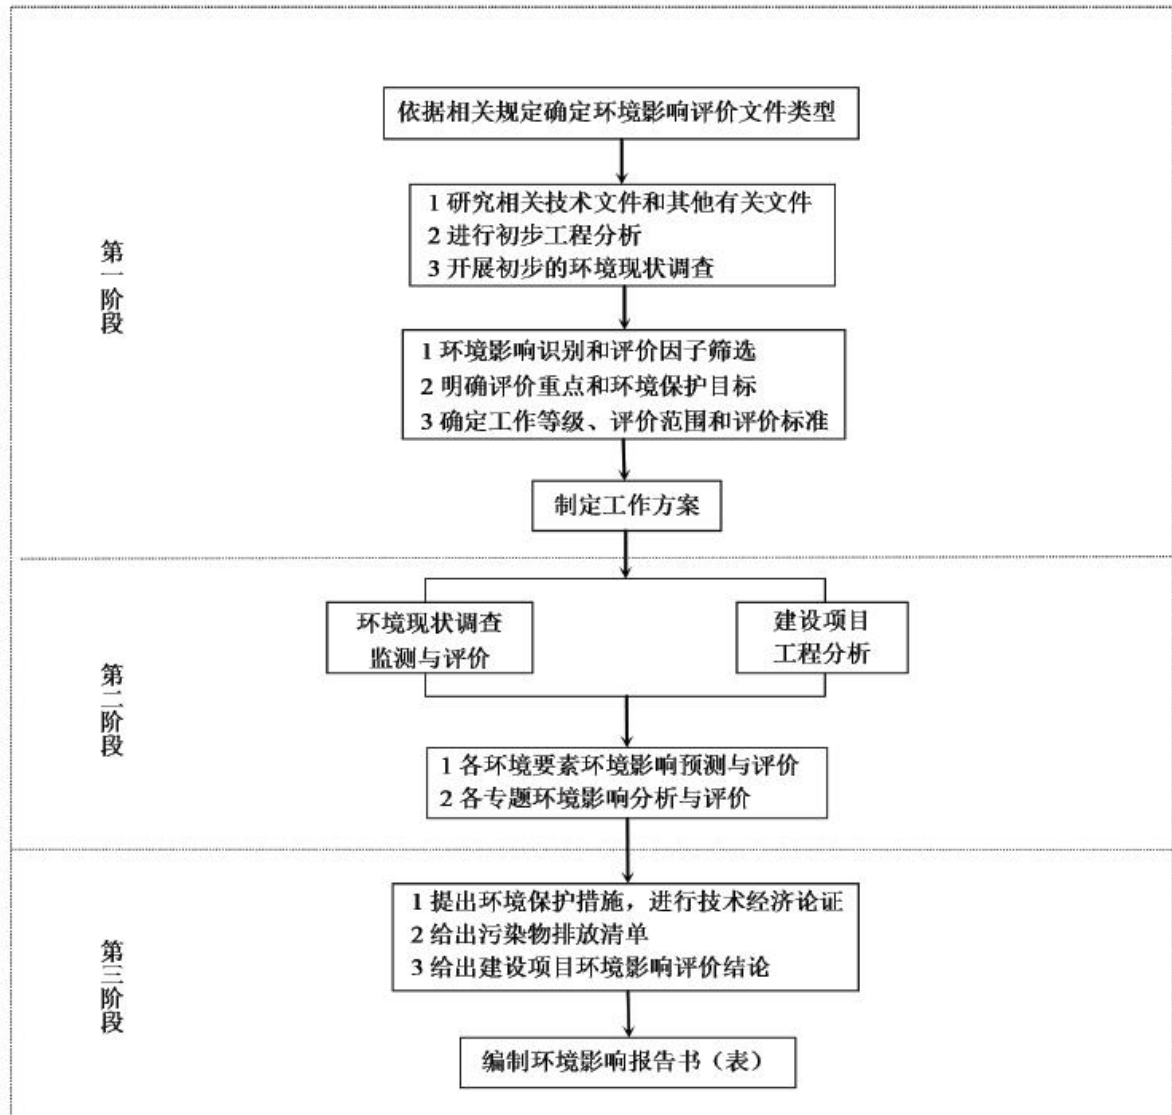 依据相关规定确定环境影响评价文件类型
1 研究相关技术文件和其他有关文件
2 进行初步工程分析
3 开展初步的环境现状调查
第一阶段
1 环境影响识别和评价因子筛选
2 明确评价重点和环境保护目标
3 确定工作等级、评价范围和评价标准
制定工作方案
环境现状调查
监测与评价
建设项目
工程分析
第二阶段
1 各环境要素环境影响预测与评价
2 各专题环境影响分析与评价
1 提出环境保护措施，进行技术经济论证
2 给出污染物排放清单
3 给出建设项目环境影响评价结论
第三阶段
编制环境影响报告书（表）